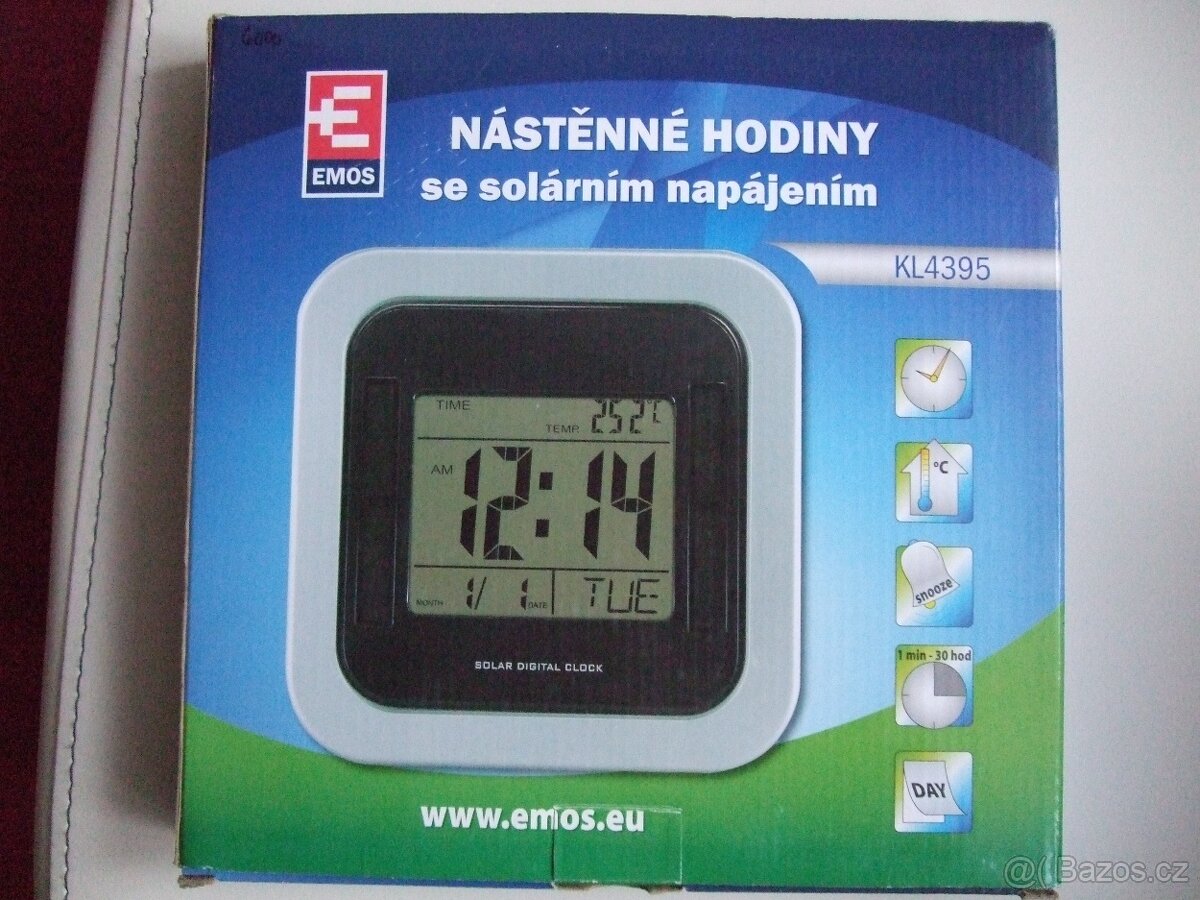 EMOS
NÁSTĚNNÉ HODINY
se solárním napájením
KL4395
TIME
TEMP. 25.2°C
AM 12:14
MONTH 1/ 1 DATE TUE
SOLAR DIGITAL CLOCK
°C
snooze
1 min - 30 hod
DAY
www.emos.eu
@( Bazos.cz